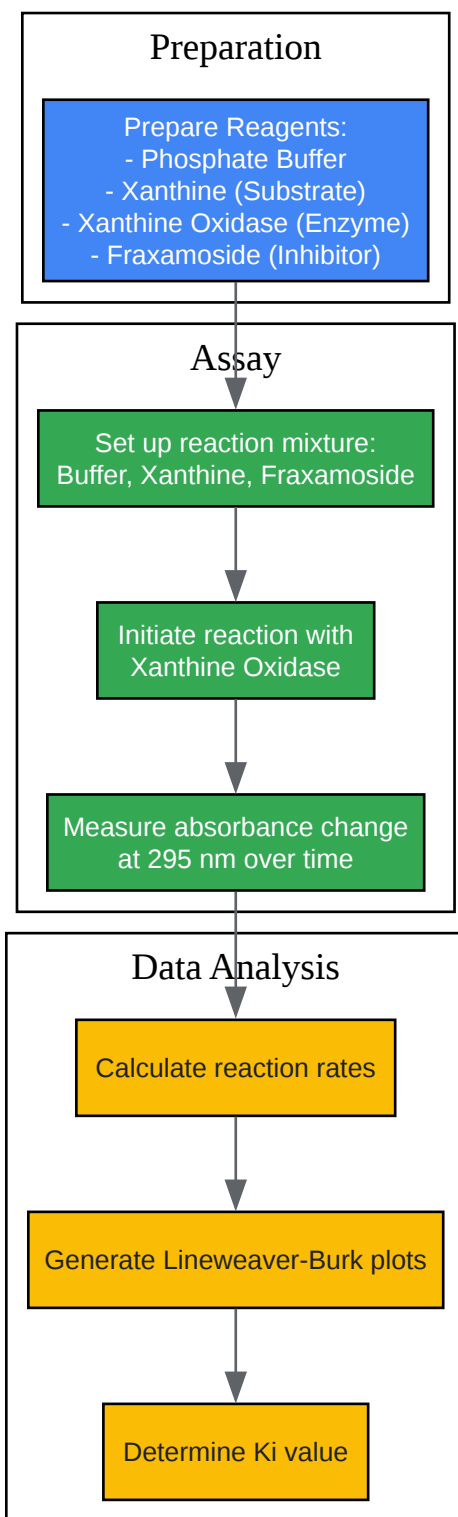 Preparation
Prepare Reagents:
- Phosphate Buffer
- Xanthine (Substrate)
- Xanthine Oxidase (Enzyme)
- Fraxamoside (Inhibitor)
Assay
Set up reaction mixture:
Buffer, Xanthine, Fraxamoside
Initiate reaction with
Xanthine Oxidase
Measure absorbance change
at 295 nm over time
Data Analysis
Calculate reaction rates
Generate Lineweaver-Burk plots
Determine Ki value